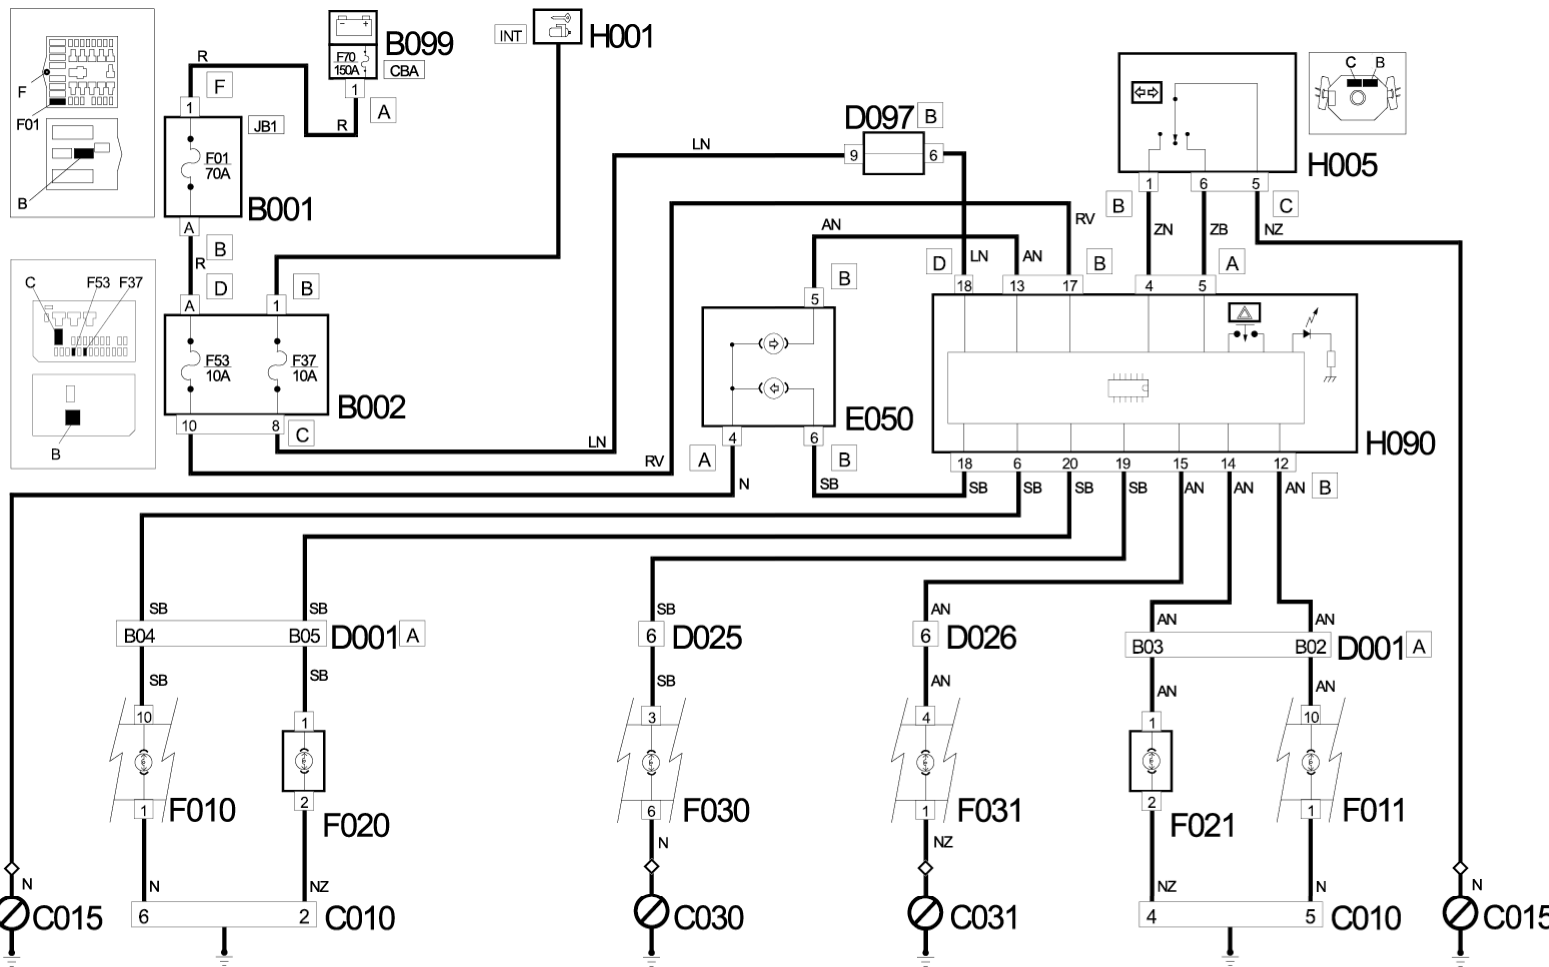 B099
F70
150A
CBA
1
A
R
R
F
1
JB1
F01
70A
B001
A
B
R
D
A
F53
10A
1
B
F37
10A
B002
10
8
C
F
F01
B
C
F53
F37
B
INT
H001
LN
LN
RV
D097
B
9
6
LN
D
AN
AN
RV
B
B
5
E050
4
A
N
6
B
SB
H005
1
6
5
B
C
ZN
ZB
NZ
A
C
B
18
13
17
4
5
H090
18
6
20
19
15
14
12
SB
SB
SB
SB
AN
AN
AN
B
SB
SB
SB
AN
AN
AN
B04
B05
D001
A
6
D025
6
D026
B03
B02
D001
A
SB
SB
SB
AN
AN
AN
10
1
F010
1
2
F020
3
6
F030
4
1
F031
1
2
F021
10
1
F011
N
NZ
N
NZ
NZ
N
N
C015
6
2
C010
C030
C031
4
5
C010
N
C015